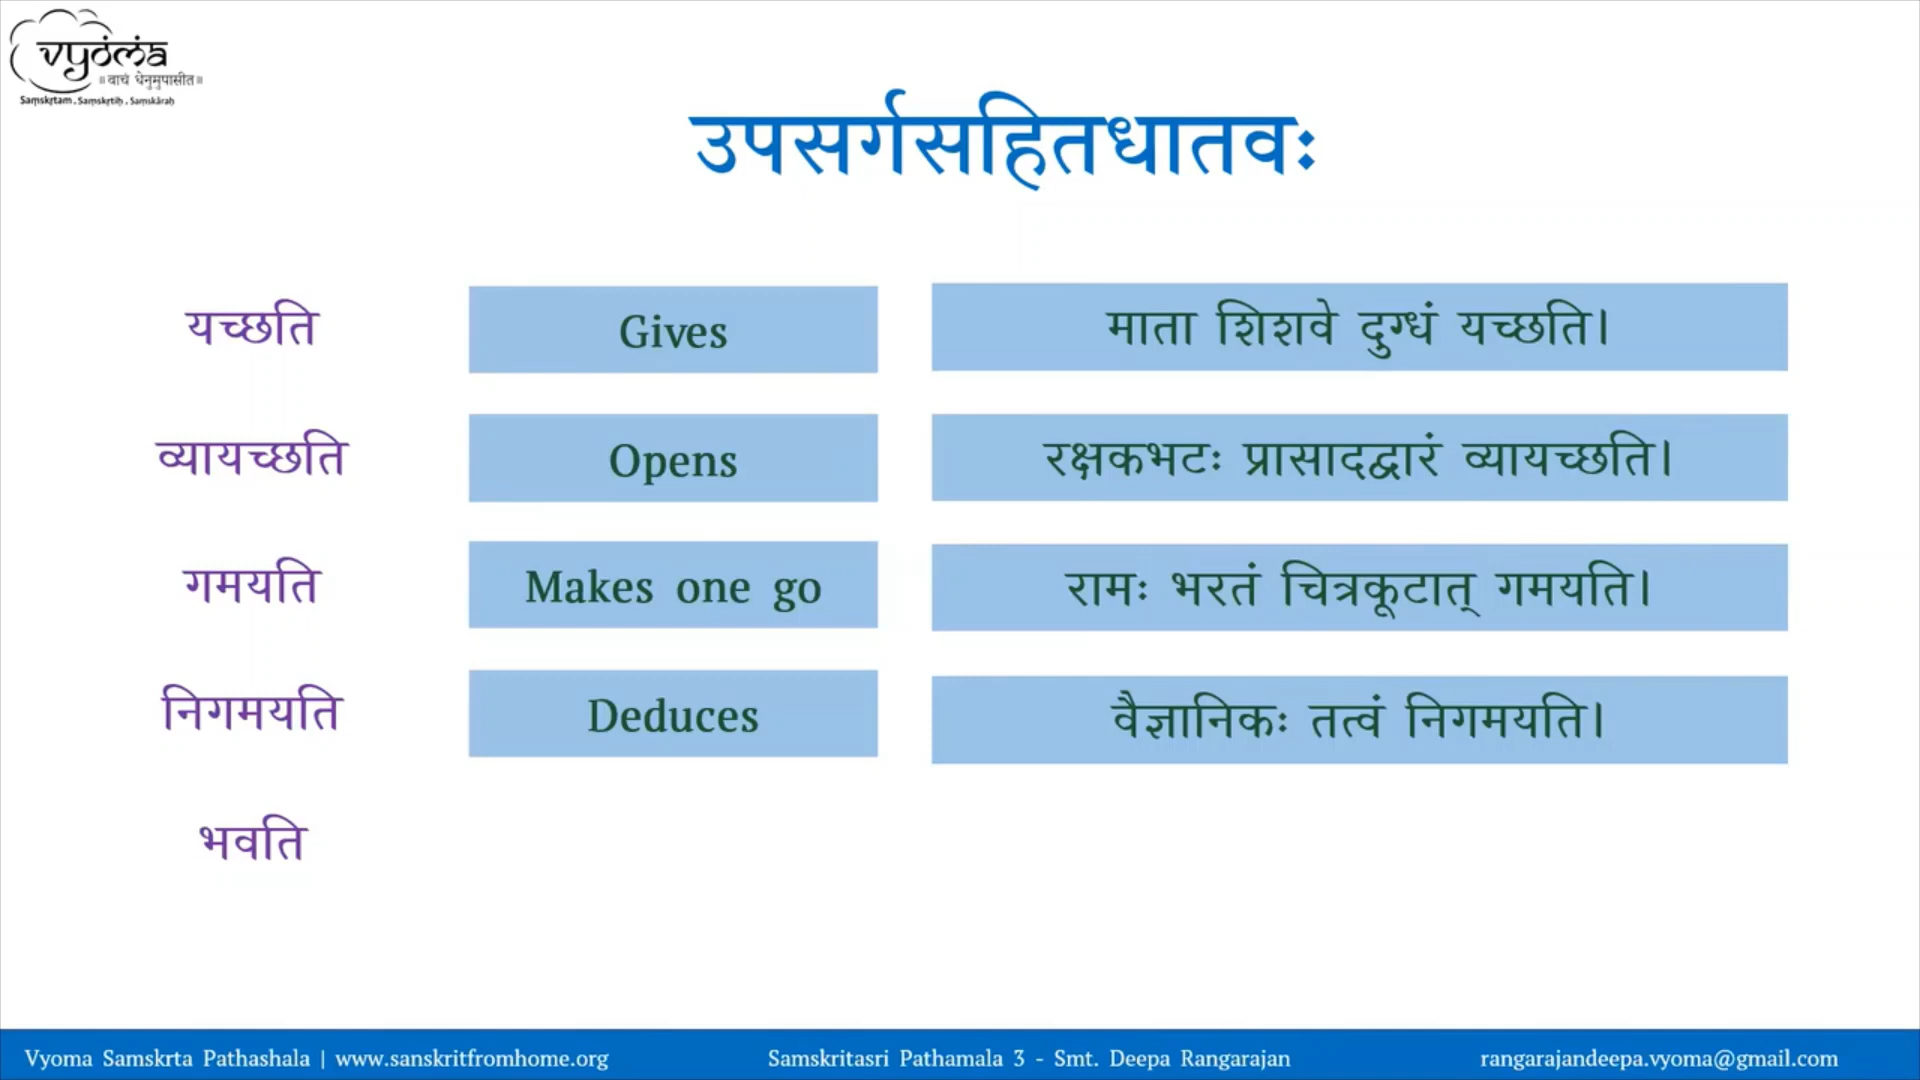 vyoma
॥ वाचं धेनुमुपासीत॥
Saṃskṛtam . Saṃskṛtiḥ . Saṃskāraḥ
उपसर्गसहितधातवः
यच्छति Gives माता शिशवे दुग्धं यच्छति।
व्यायच्छति Opens रक्षकभटः प्रासादद्वारं व्यायच्छति।
गमयति Makes one go रामः भरतं चित्रकूटात् गमयति।
निगमयति Deduces वैज्ञानिकः तत्वं निगमयति।
भवति
Vyoma Samskrta Pathashala | www.sanskritfromhome.org Samskritasri Pathamala 3 - Smt. Deepa Rangarajan rangarajandeepa.vyoma@gmail.com